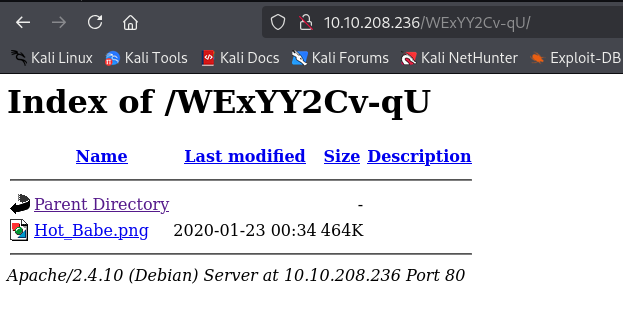 10.10.208.236/WExYY2Cv-qU/
Kali Linux Kali Tools Kali Docs Kali Forums Kali NetHunter Exploit-DB
Index of /WExYY2Cv-qU
Name Last modified Size Description
Parent Directory -
Hot_Babe.png 2020-01-23 00:34 464K
Apache/2.4.10 (Debian) Server at 10.10.208.236 Port 80